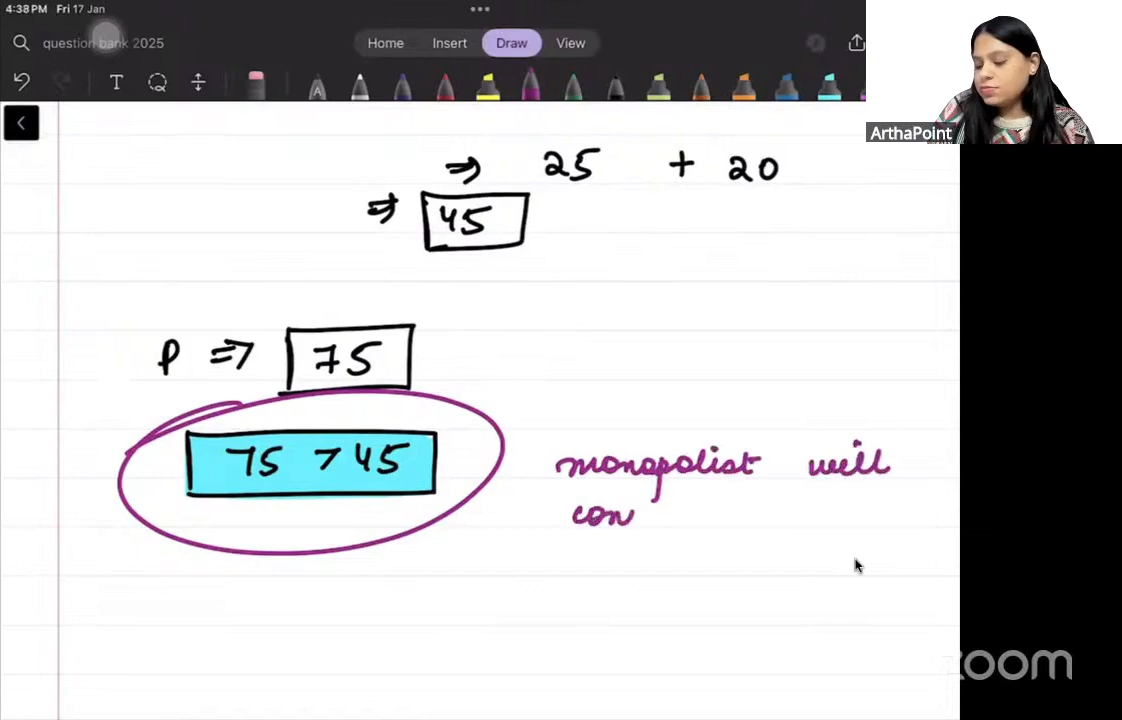 4:38 PM Fri 17 Jan
question bank 2025
Home Insert Draw View
T
A
ArthaPoint
⇒ 25 + 20
⇒ 45
P ⇒ 75
75 > 45
monopolist will
con
zoom